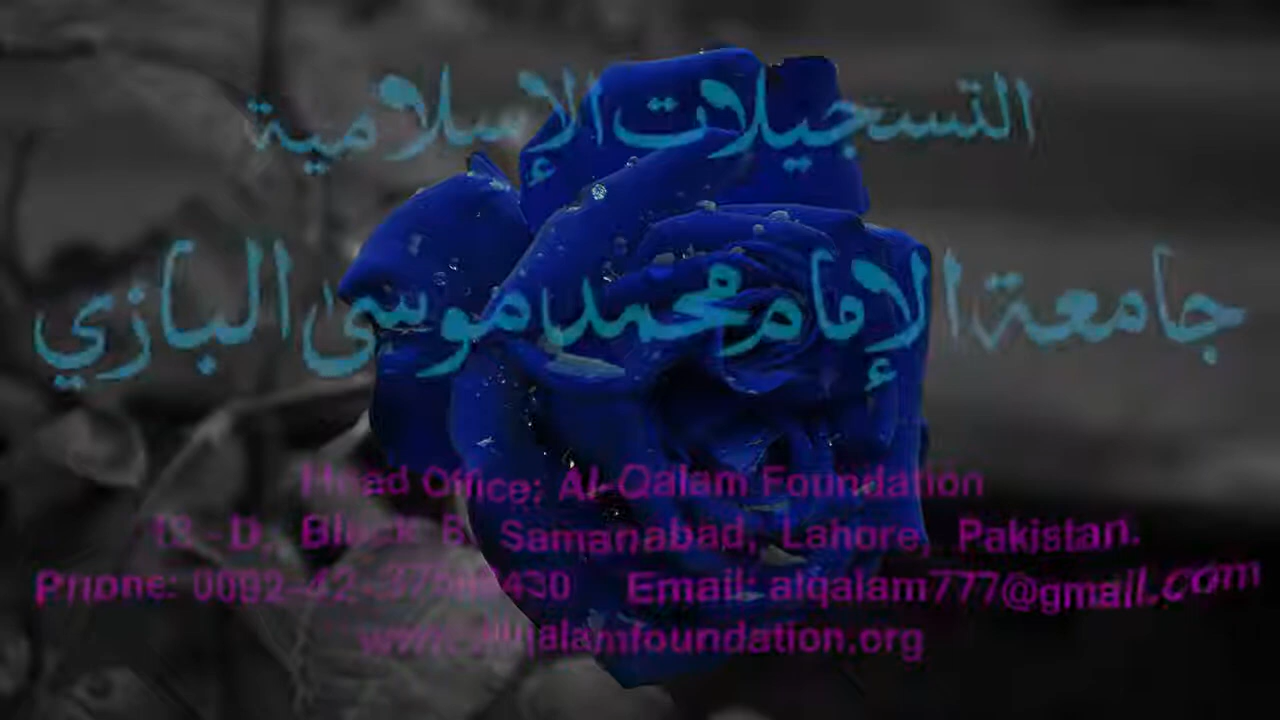 التسجيلات الإسلامية
جامعة الإمام محمد موسى البازي
Head Office: Al-Qalam Foundation
Block B, Samanabad, Lahore, Pakistan.
Phone: Email: alqalam777@gmail.com